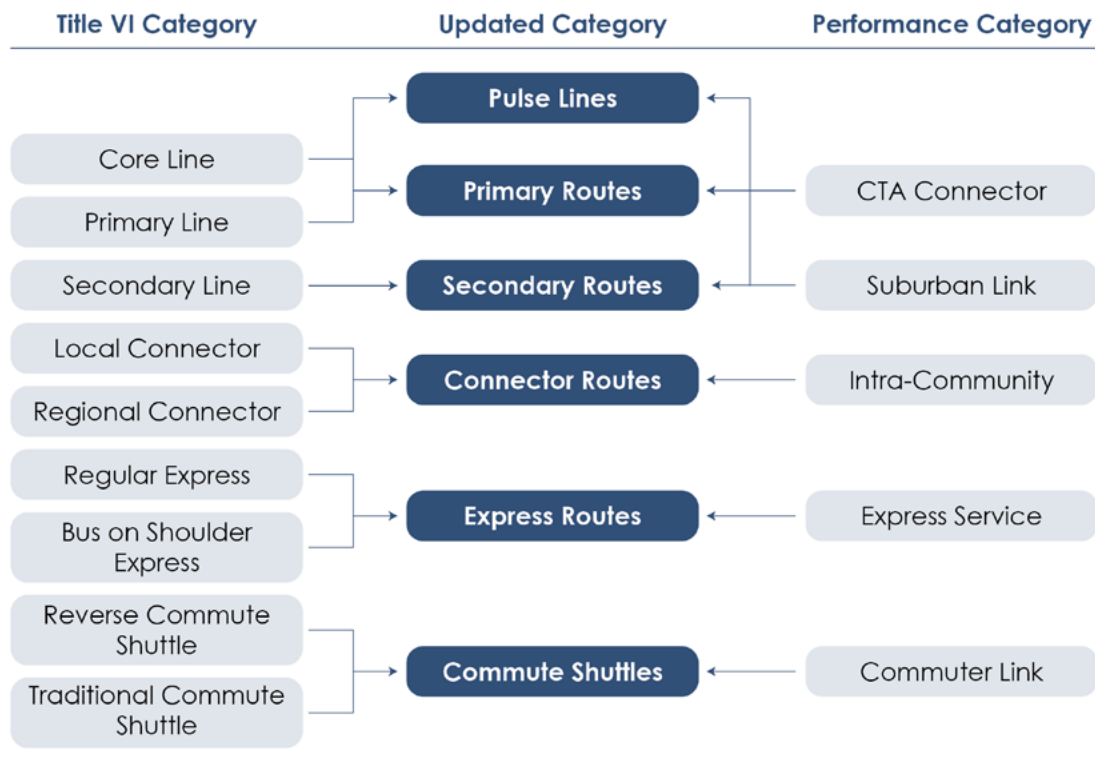 Title VI Category
Updated Category
Performance Category
Pulse Lines
Core Line
Primary Routes
CTA Connector
Primary Line
Secondary Line
Secondary Routes
Suburban Link
Local Connector
Connector Routes
Intra-Community
Regional Connector
Regular Express
Express Routes
Express Service
Bus on Shoulder
Express
Reverse Commute
Shuttle
Commute Shuttles
Commuter Link
Traditional Commute
Shuttle